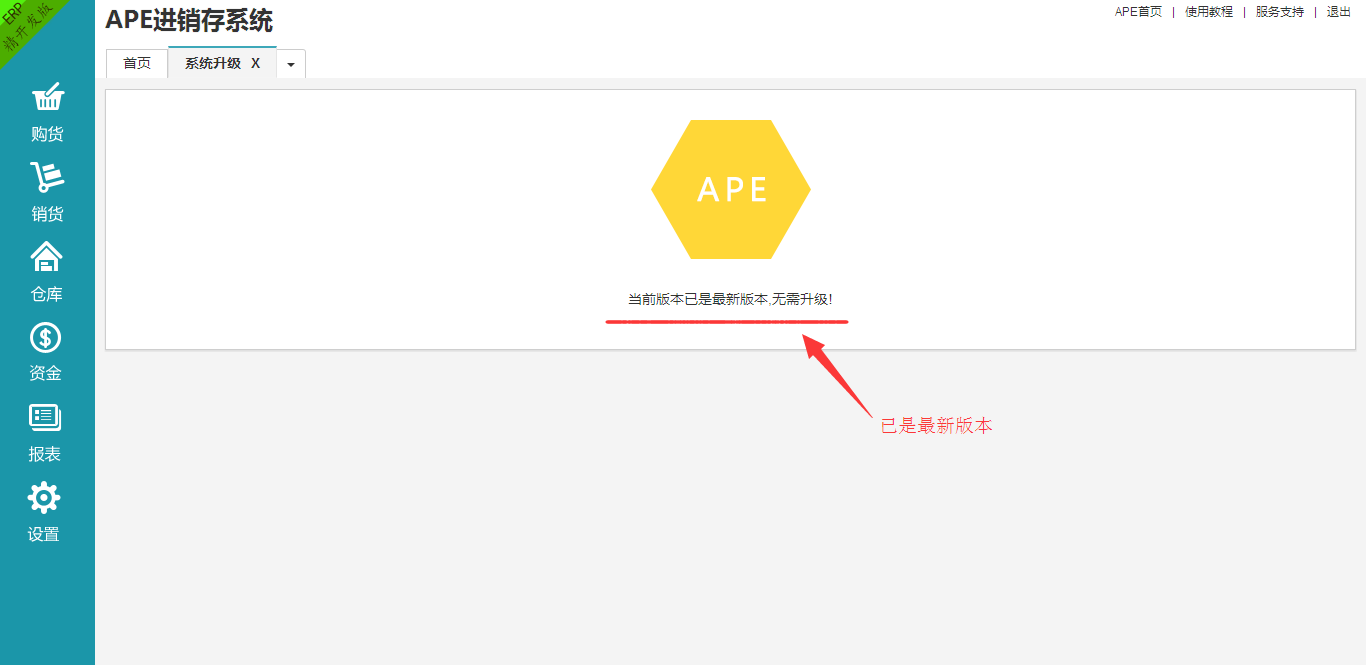 ERP
精开发版
APE进销存系统
APE首页 | 使用教程 | 服务支持 | 退出
首页
系统升级 X
购货
销货
仓库
资金
报表
设置
APE
当前版本已是最新版本,无需升级!
已是最新版本